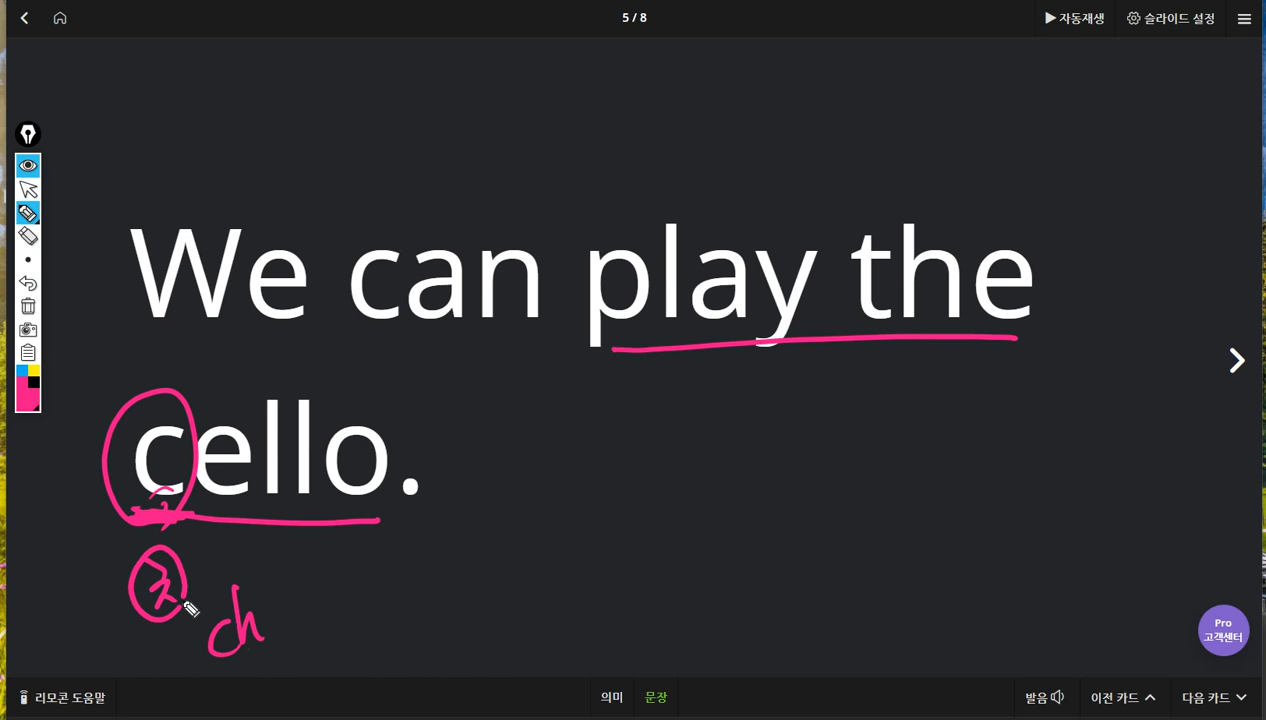 5 / 8
자동재생
슬라이드 설정
We can play the
cello.
ch
Pro
고객센터
리모콘 도움말
의미
문장
발음
이전 카드
다음 카드